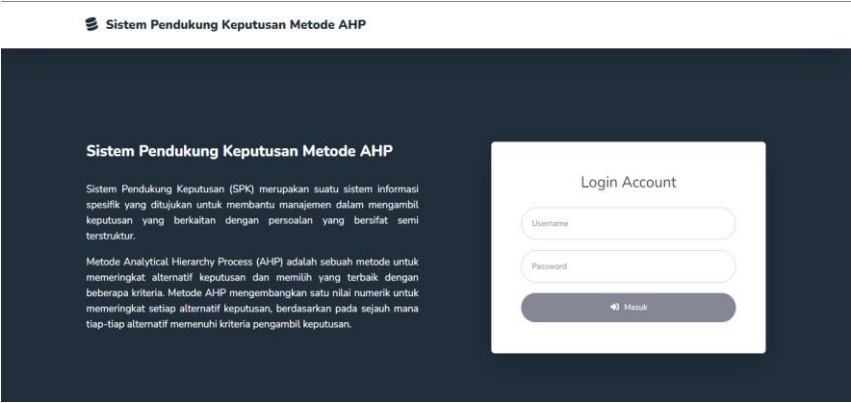 Sistem Pendukung Keputusan Metode AHP
Sistem Pendukung Keputusan Metode AHP
Sistem Pendukung Keputusan (SPK) merupakan suatu sistem informasi
spesifik yang ditujukan untuk membantu manajemen dalam mengambil
keputusan yang berkaitan dengan persoalan yang bersifat semi
terstruktur.
Metode Analytical Hierarchy Process (AHP) adalah sebuah metode untuk
memeringkat alternatif keputusan dan memilih yang terbaik dengan
beberapa kriteria. Metode AHP mengembangkan satu nilai numerik untuk
memeringkat setiap alternatif keputusan, berdasarkan pada sejauh mana
tiap-tiap alternatif memenuhi kriteria pengambil keputusan.
Login Account
Username
Password
Masuk